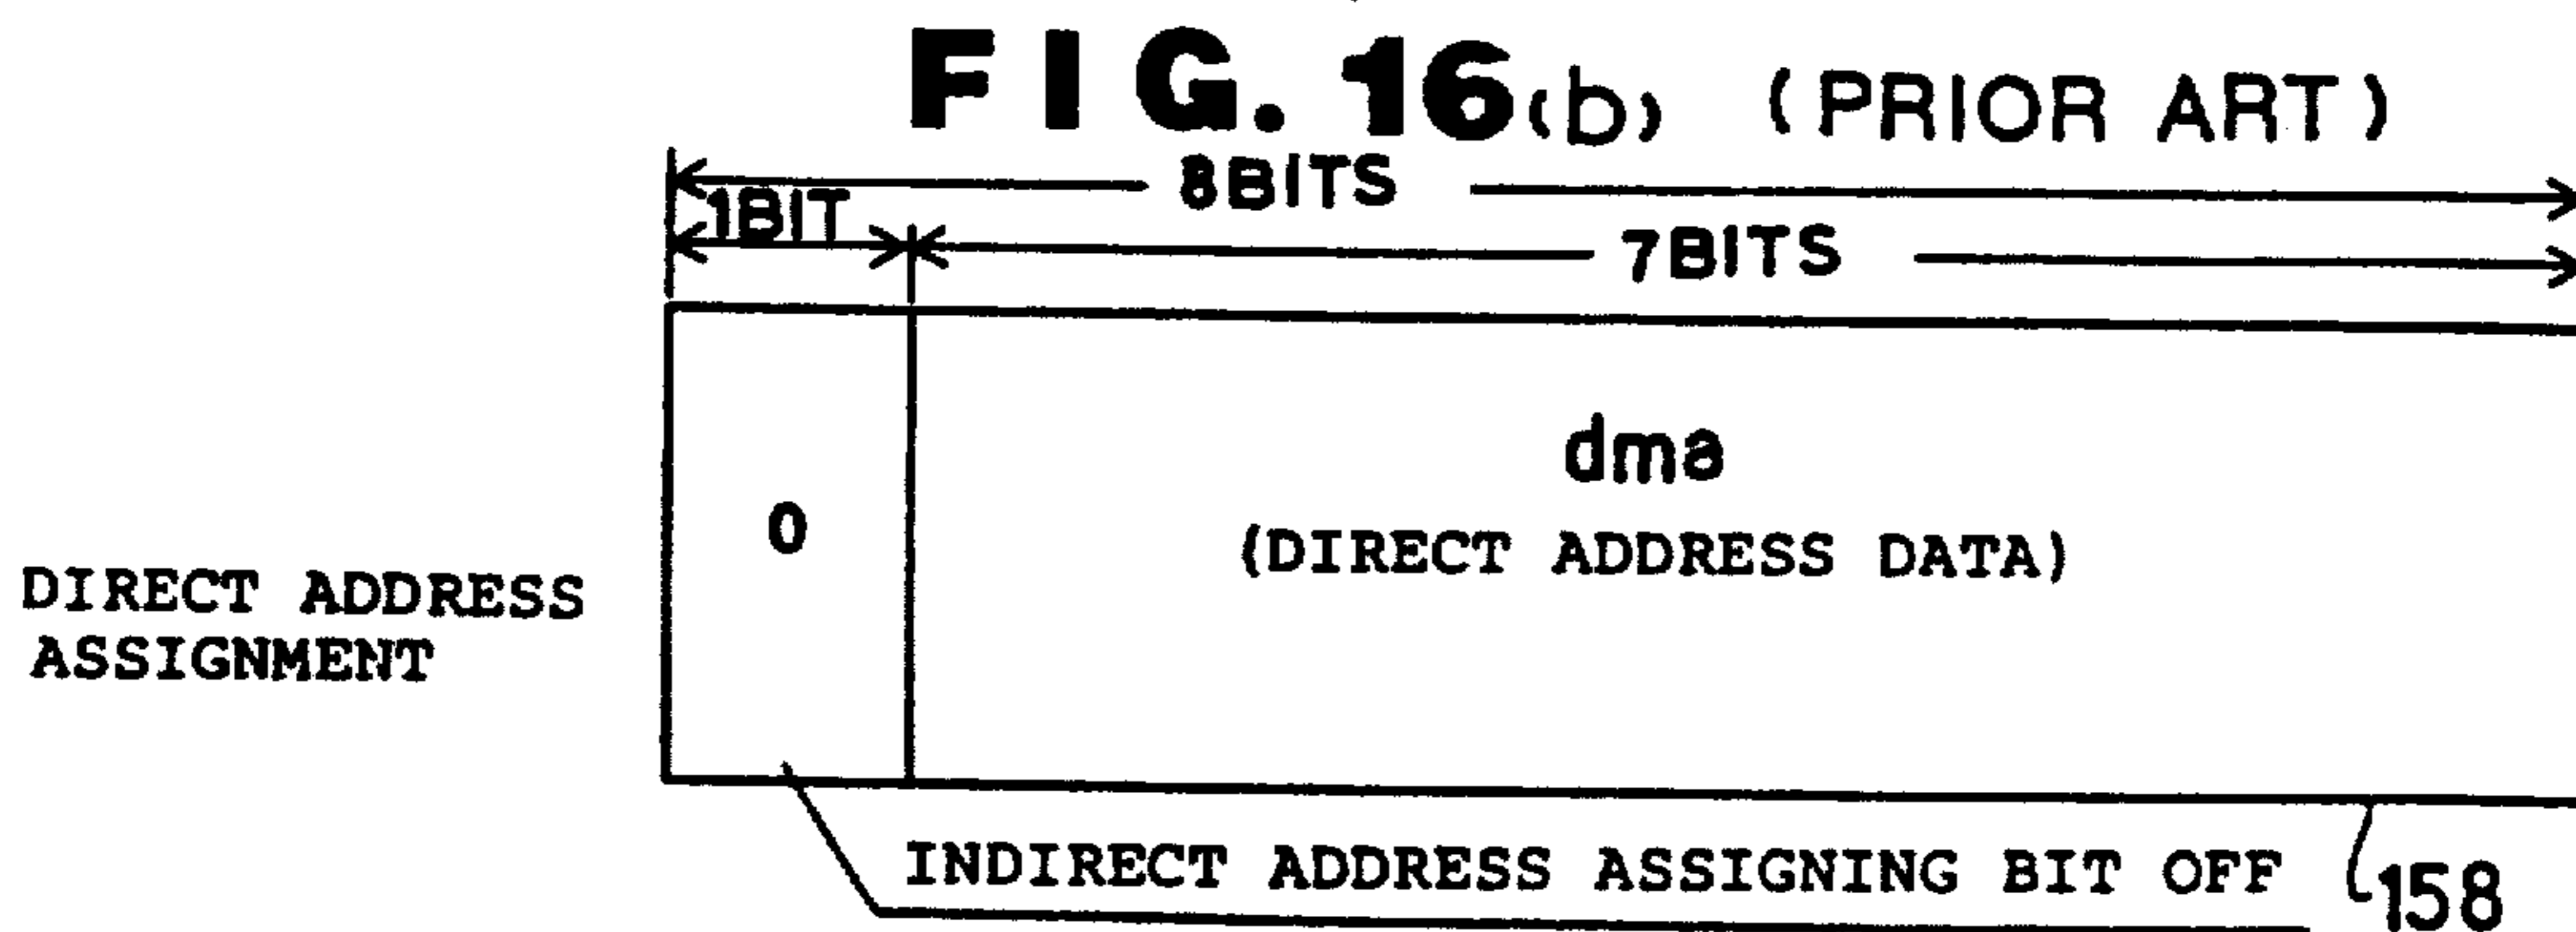 FIG. 16(b) (PRIOR ART)
8BITS
1BIT
7BITS
dma
0
(DIRECT ADDRESS DATA)
DIRECT ADDRESS
ASSIGNMENT
INDIRECT ADDRESS ASSIGNING BIT OFF
158